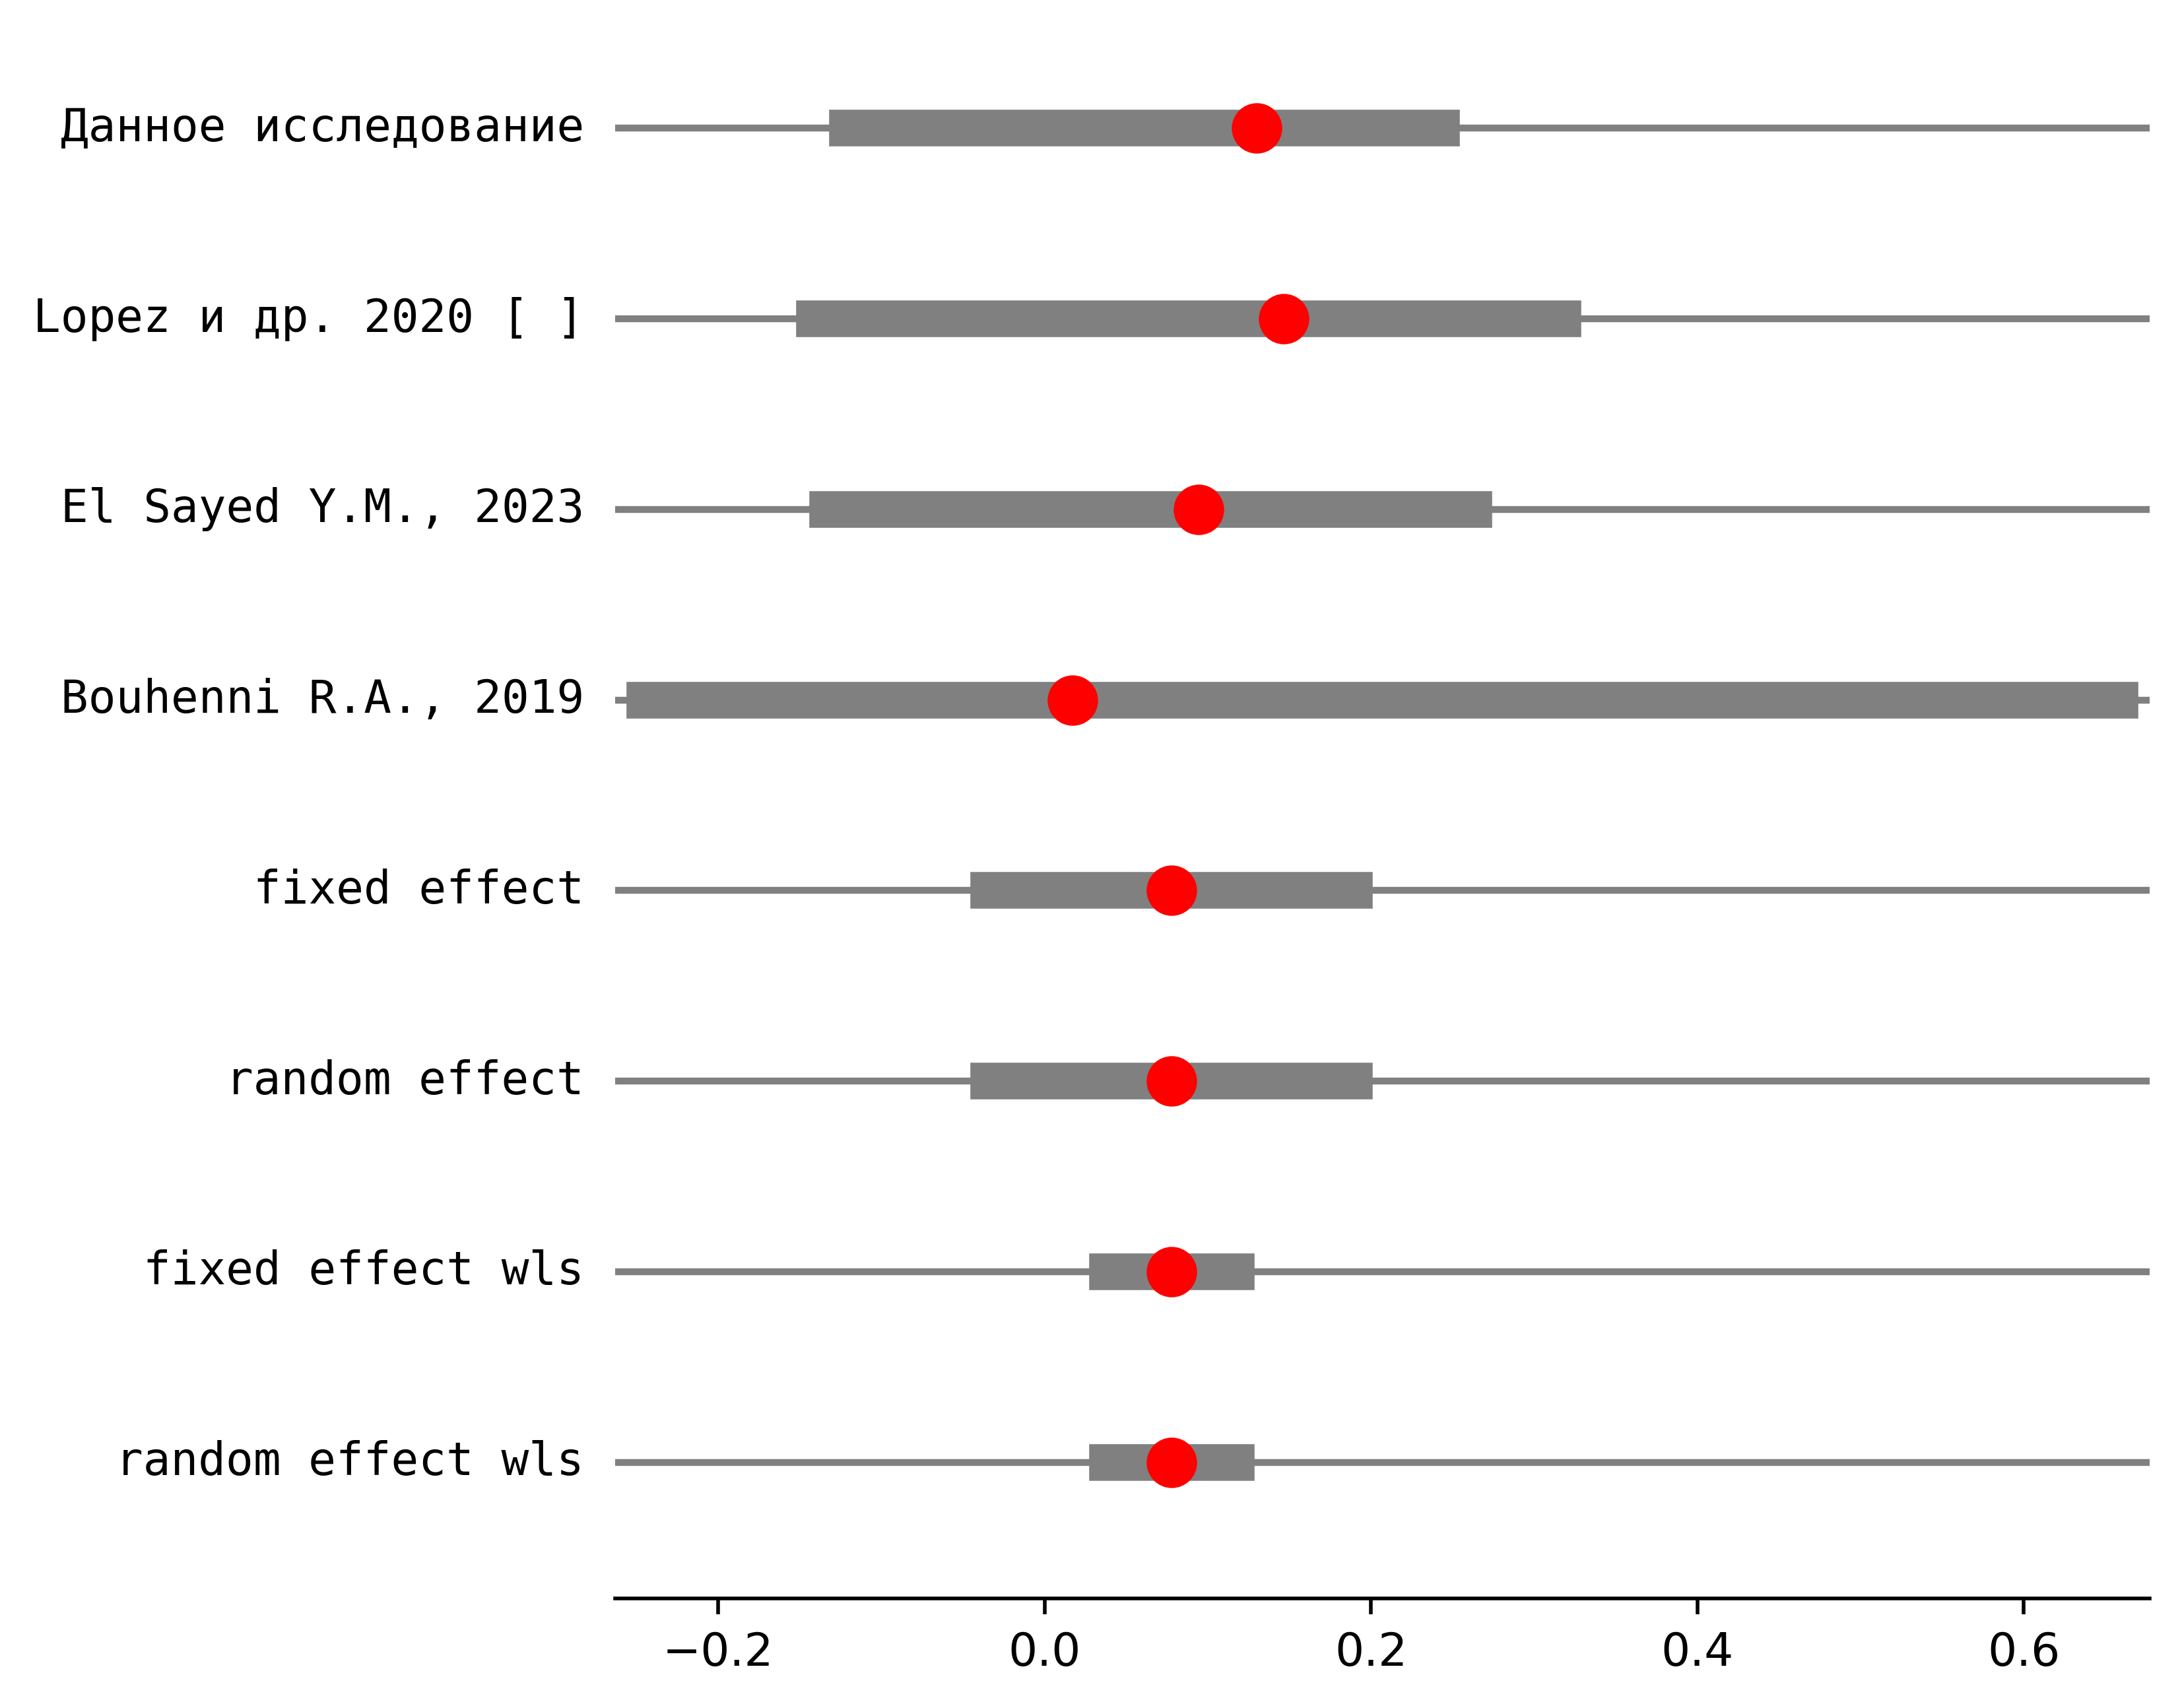 Данное исследование
Lopez и др. 2020 [ ]
El Sayed Y.M., 2023
Bouhenni R.A., 2019
fixed effect
random effect
fixed effect wls
random effect wls
−0.2 0.0 0.2 0.4 0.6